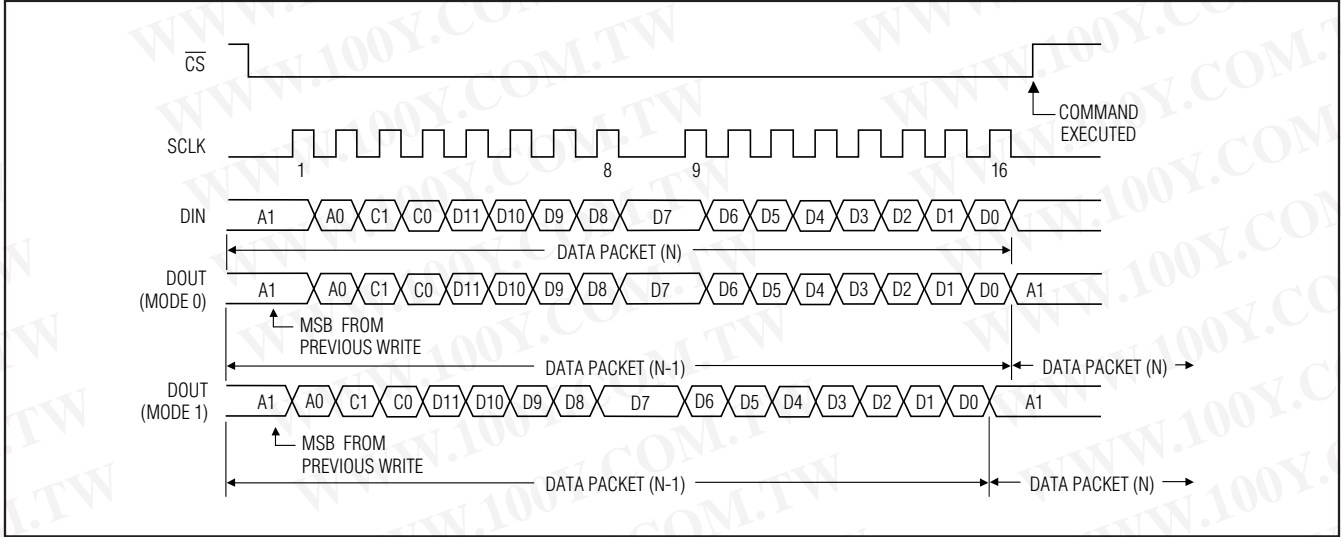 CS
COMMAND
EXECUTED
SCLK
1 8 9 16
DIN A1 A0 C1 C0 D11 D10 D9 D8 D7 D6 D5 D4 D3 D2 D1 D0
DATA PACKET (N)
DOUT
(MODE 0)
A1 A0 C1 C0 D11 D10 D9 D8 D7 D6 D5 D4 D3 D2 D1 D0 A1
MSB FROM
PREVIOUS WRITE
DATA PACKET (N-1) DATA PACKET (N)
DOUT
(MODE 1)
A1 A0 C1 C0 D11 D10 D9 D8 D7 D6 D5 D4 D3 D2 D1 D0 A1
MSB FROM
PREVIOUS WRITE
DATA PACKET (N-1) DATA PACKET (N)
WWW.100Y.COM.TW